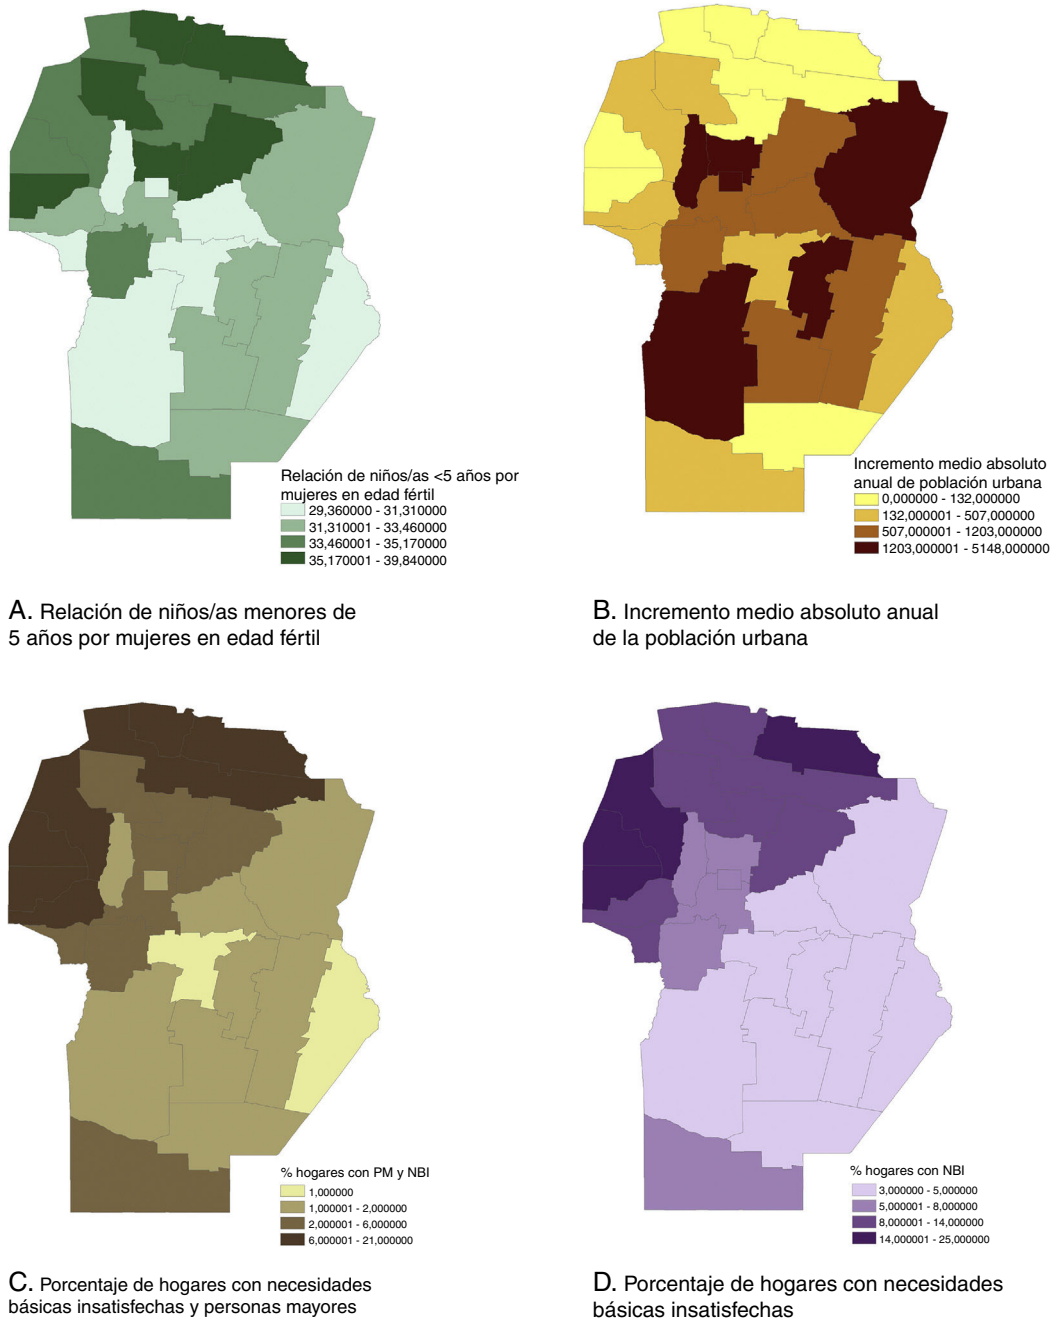 Relación de niños/as <5 años por
mujeres en edad fértil
29,360000 - 31,310000
31,310001 - 33,460000
33,460001 - 35,170000
35,170001 - 39,840000
A. Relación de niños/as menores de
5 años por mujeres en edad fértil
Incremento medio absoluto
anual de población urbana
0,000000 - 132,000000
132,000001 - 507,000000
507,000001 - 1203,000000
1203,000001 - 5148,000000
B. Incremento medio absoluto anual
de la población urbana
% hogares con PM y NBI
1,000000
1,000001 - 2,000000
2,000001 - 6,000000
6,000001 - 21,000000
C. Porcentaje de hogares con necesidades
básicas insatisfechas y personas mayores
% hogares con NBI
3,000000 - 5,000000
5,000001 - 8,000000
8,000001 - 14,000000
14,000001 - 25,000000
D. Porcentaje de hogares con necesidades
básicas insatisfechas